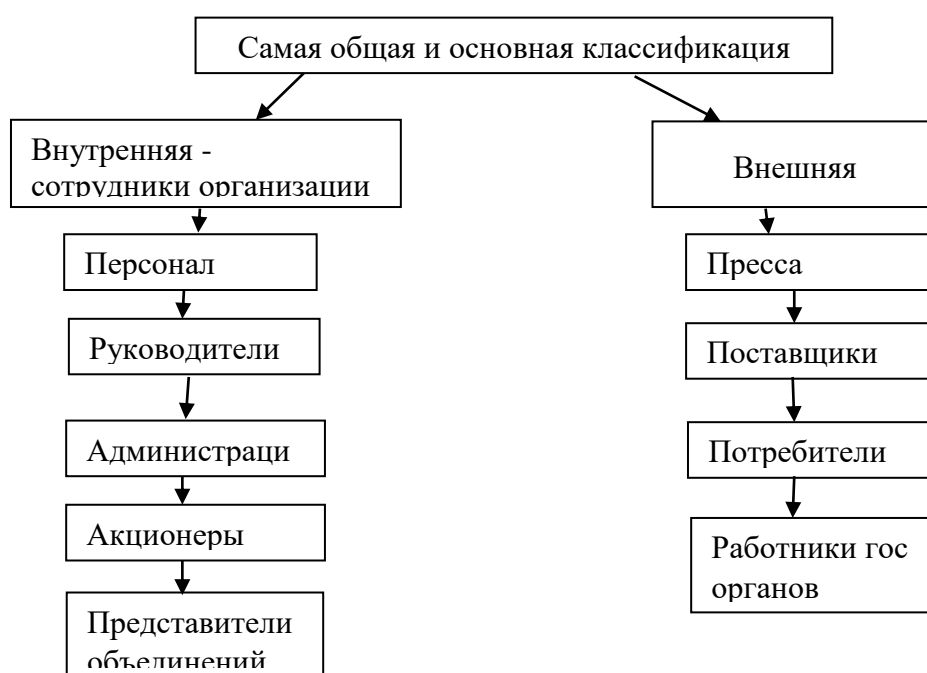 Самая общая и основная классификация
Внутренняя -
сотрудники организации
Внешняя
Персонал
Руководители
Администраци
Акционеры
Представители
объединений
Пресса
Поставщики
Потребители
Работники гос
органов